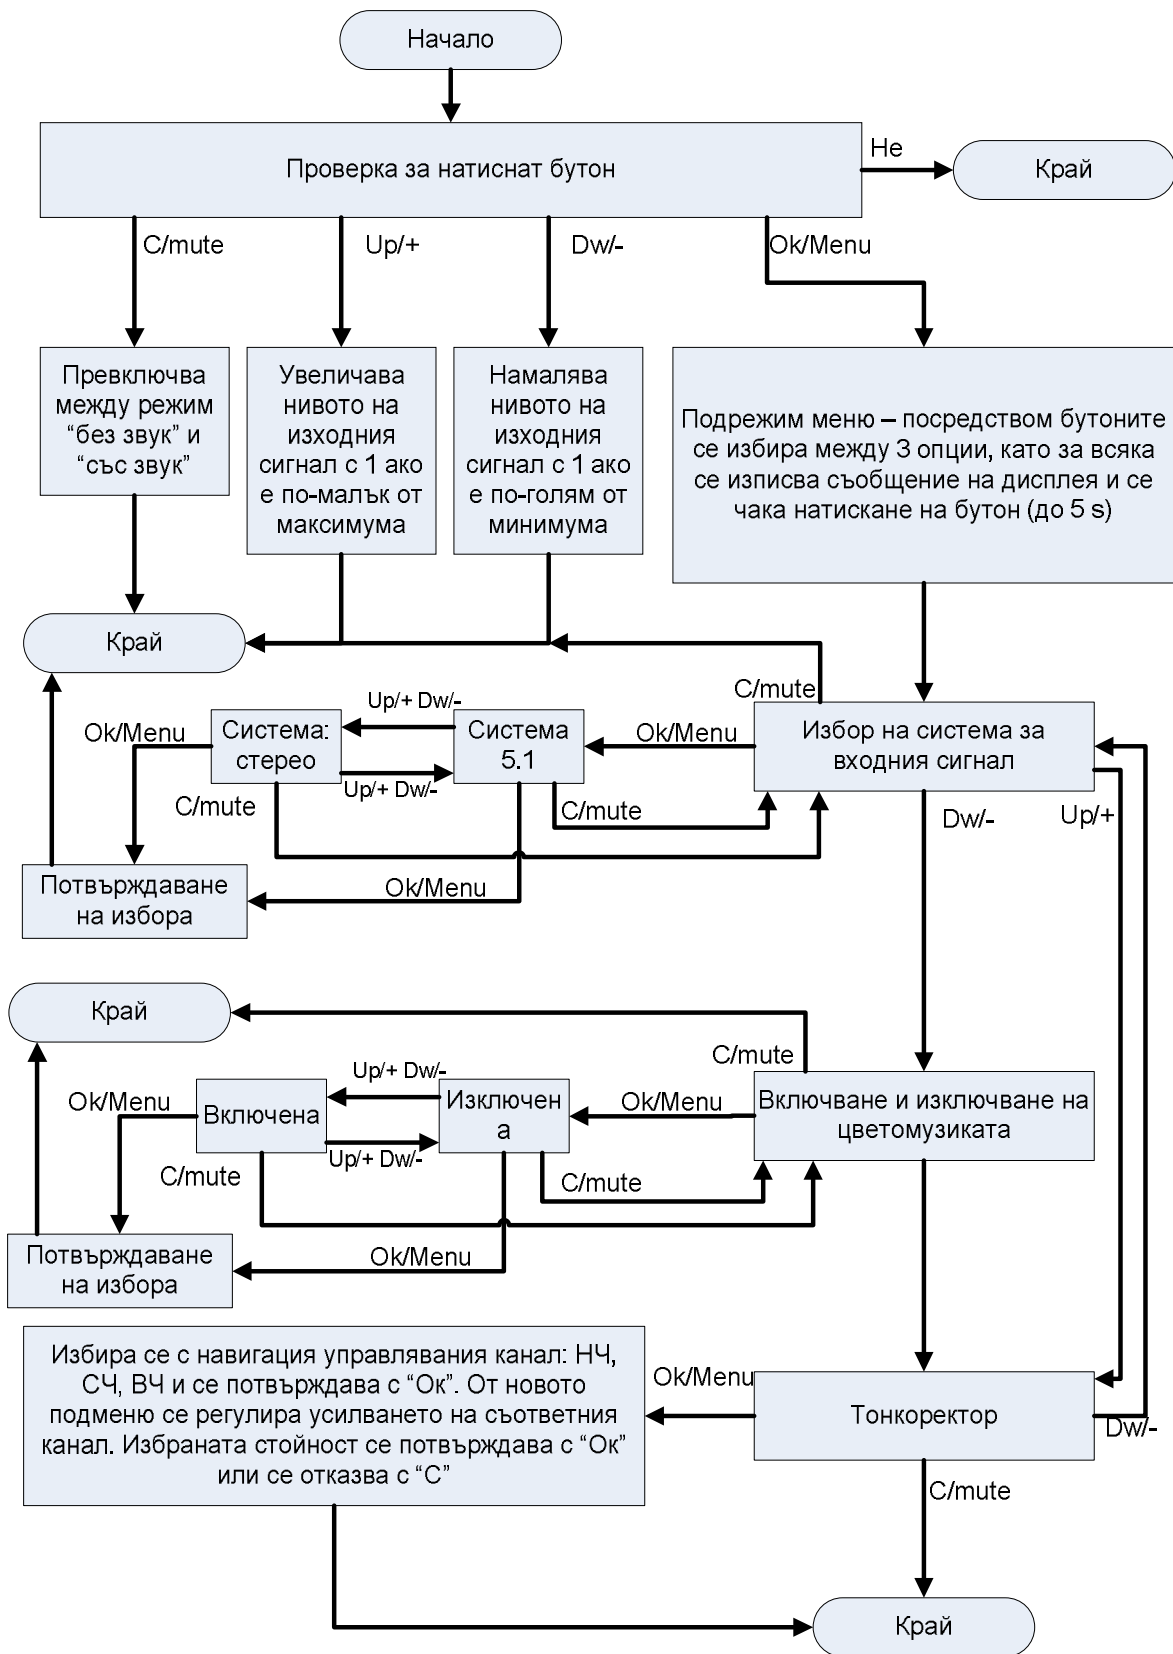 Начало
Проверка за натиснат бутон
Не
Край
C/mute
Up/+
Dw/-
Ok/Menu
Превключва
между режим
“без звук” и
“със звук”
Увеличава
нивото на
изходния
сигнал с 1 ако
е по-малък от
максимума
Намалява
нивото на
изходния
сигнал с 1 ако
е по-голям от
минимума
Подрежим меню – посредством бутоните
се избира между 3 опции, като за всяка
се изписва съобщение на дисплея и се
чака натискане на бутон (до 5 s)
Край
C/mute
Up/+ Dw/-
Ok/Menu
Система:
стерео
Система
5.1
Ok/Menu
Избор на система за
входния сигнал
Up/+ Dw/-
C/mute
C/mute
Dw/-
Up/+
Потвърждаване
на избора
Ok/Menu
Край
C/mute
Up/+ Dw/-
Ok/Menu
Включена
Изключен
а
Ok/Menu
Включване и изключване на
цветомузиката
Up/+ Dw/-
C/mute
C/mute
Потвърждаване
на избора
Ok/Menu
Избира се с навигация управлявания канал: НЧ,
СЧ, ВЧ и се потвърждава с “Ок”. От новото
подменю се регулира усилването на съответния
канал. Избраната стойност се потвърждава с “Ок”
или се отказва с “С”
Ok/Menu
Тонкоректор
Dw/-
C/mute
Край